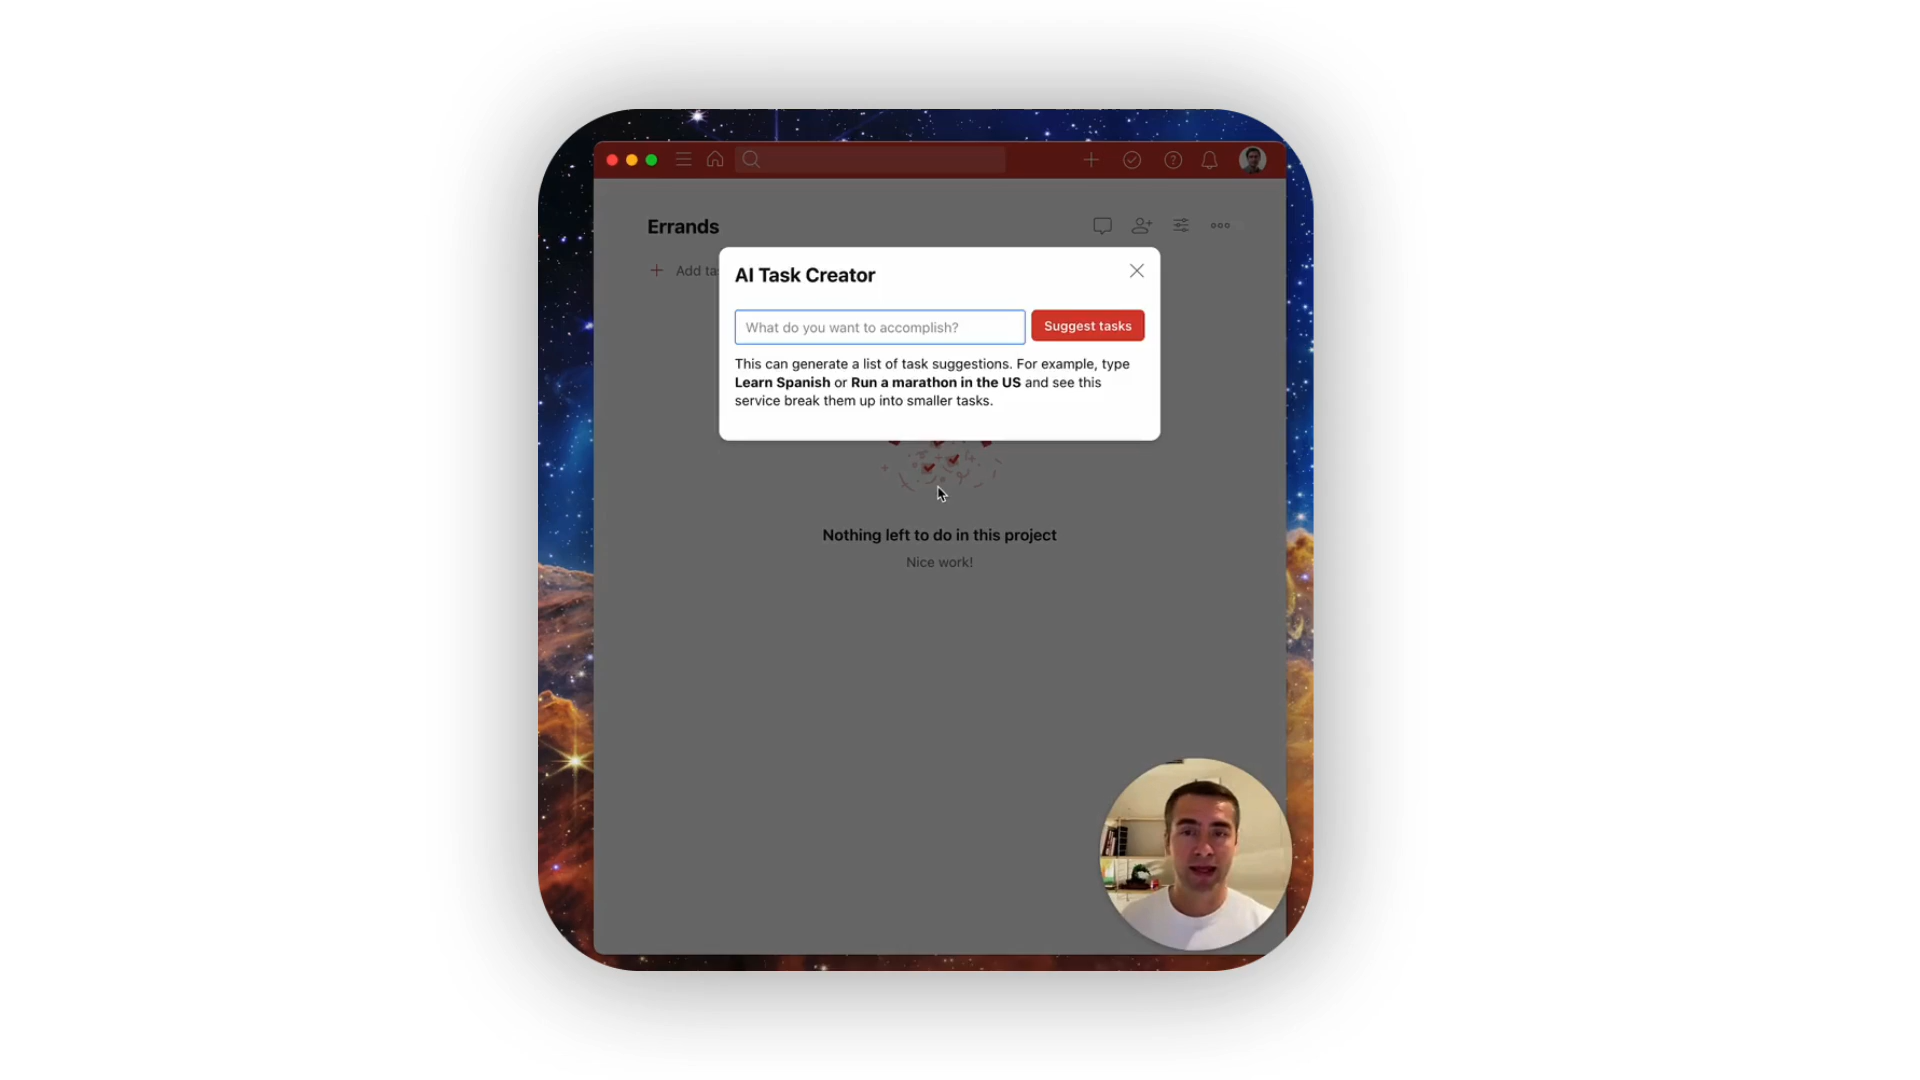 Errands
Add
AI Task Creator
What do you want to accomplish?
Suggest tasks
This can generate a list of task suggestions. For example, type
Learn Spanish or Run a marathon in the US and see this
service break them up into smaller tasks.
Nothing left to do in this project
Nice work!